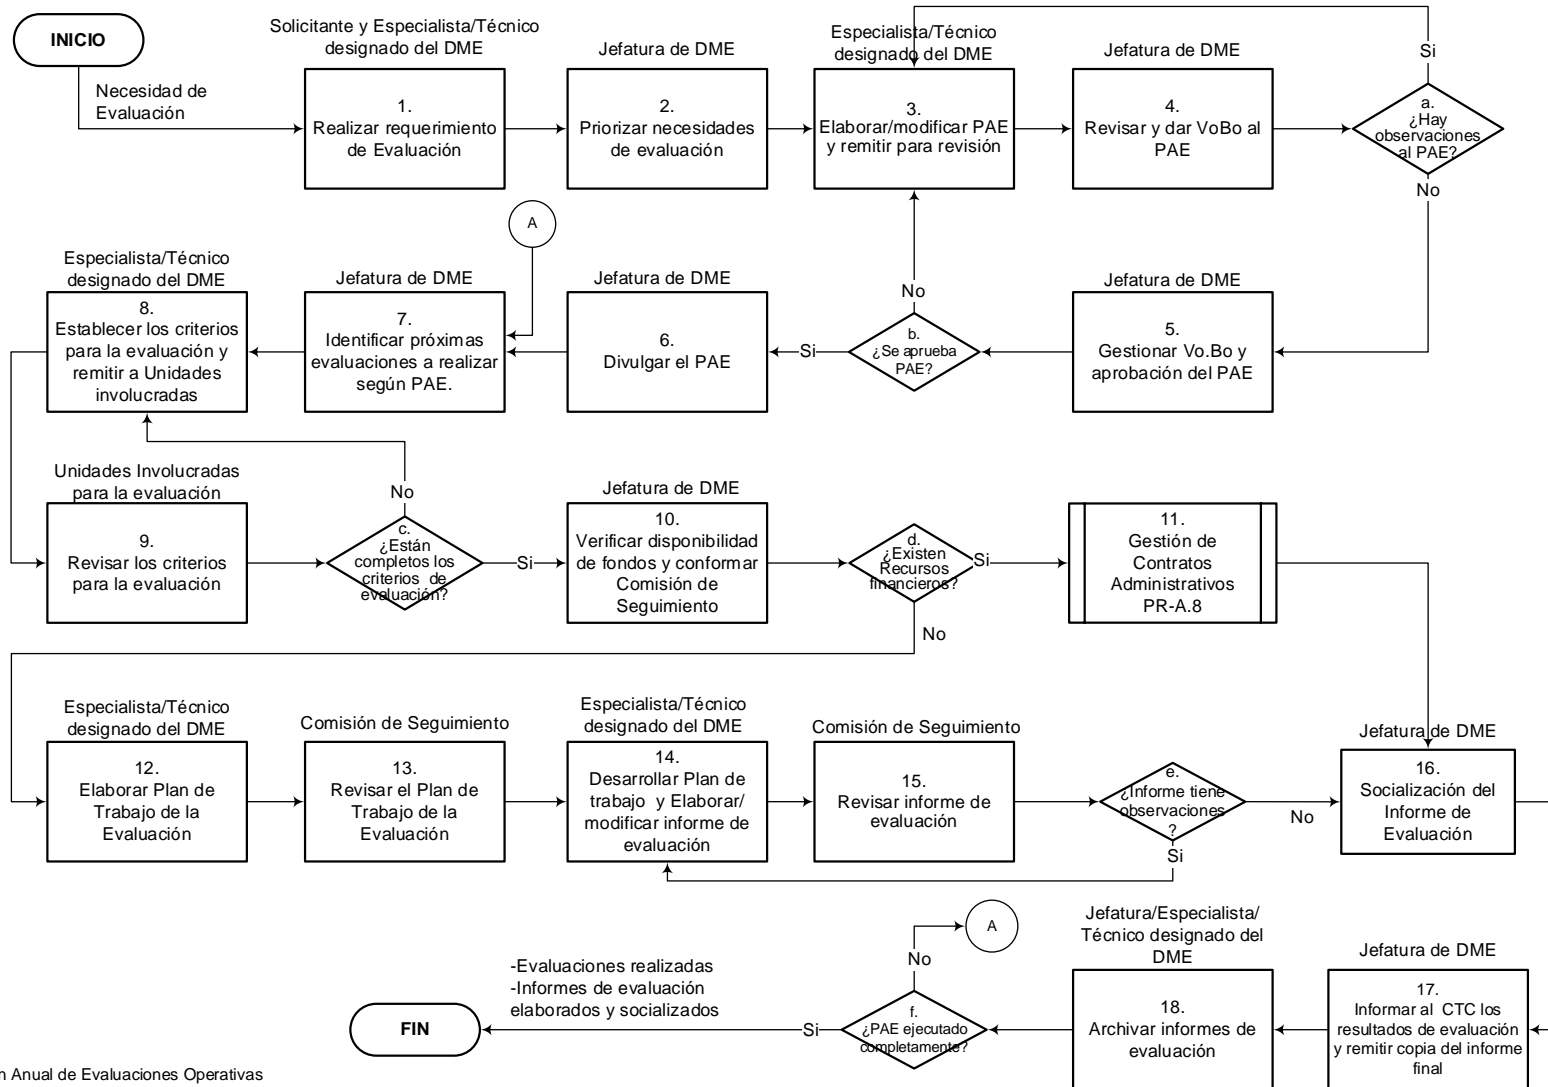 INICIO
Necesidad de
Evaluación
Solicitante y Especialista/Técnico
designado del DME
1.
Realizar requerimiento
de Evaluación
Jefatura de DME
2.
Priorizar necesidades
de evaluación
Especialista/Técnico
designado del DME
3.
Elaborar/modificar PAE
y remitir para revisión
Jefatura de DME
4.
Revisar y dar VoBo al
PAE
Si
a.
¿Hay
observaciones
al PAE?
No
A
Especialista/Técnico
designado del DME
8.
Establecer los criterios
para la evaluación y
remitir a Unidades
involucradas
Jefatura de DME
7.
Identificar próximas
evaluaciones a realizar
según PAE.
Jefatura de DME
6.
Divulgar el PAE
Si
No
b.
¿Se aprueba
PAE?
Jefatura de DME
5.
Gestionar Vo.Bo y
aprobación del PAE
Unidades Involucradas
para la evaluación
9.
Revisar los criterios
para la evaluación
No
c.
¿Están
completos los
criterios de
evaluación?
Si
Jefatura de DME
10.
Verificar disponibilidad
de fondos y conformar
Comisión de
Seguimiento
d.
¿Existen
Recursos
financieros?
Si
No
11.
Gestión de
Contratos
Administrativos
PR-A.8
Especialista/Técnico
designado del DME
12.
Elaborar Plan de
Trabajo de la
Evaluación
Comisión de Seguimiento
13.
Revisar el Plan de
Trabajo de la
Evaluación
Especialista/Técnico
designado del DME
14.
Desarrollar Plan de
trabajo y Elaborar/
modificar informe de
evaluación
Comisión de Seguimiento
15.
Revisar informe de
evaluación
e.
¿Informe tiene
observaciones
?
Si
No
Jefatura de DME
16.
Socialización del
Informe de
Evaluación
-Evaluaciones realizadas
-Informes de evaluación
elaborados y socializados
FIN
Si
A
No
f.
¿PAE ejecutado
completamente?
Jefatura/Especialista/
Técnico designado del
DME
18.
Archivar informes de
evaluación
Jefatura de DME
17.
Informar al CTC los
resultados de evaluación
y remitir copia del informe
final
n Anual de Evaluaciones Operativas